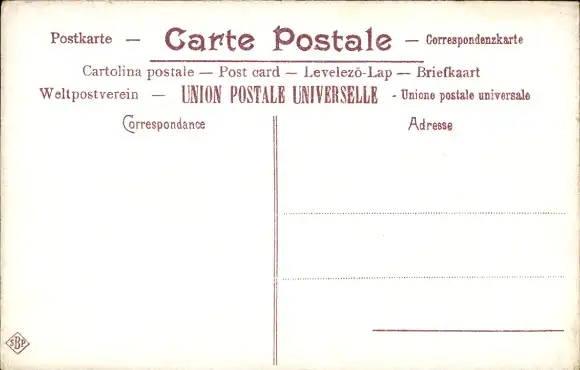 Postkarte — Carte Postale — Correspondenzkarte
Cartolina postale — Post card — Levelező-Lap — Briefkaart
Weltpostverein — UNION POSTALE UNIVERSELLE - Unione postale universale
Correspondance Adresse
SBP